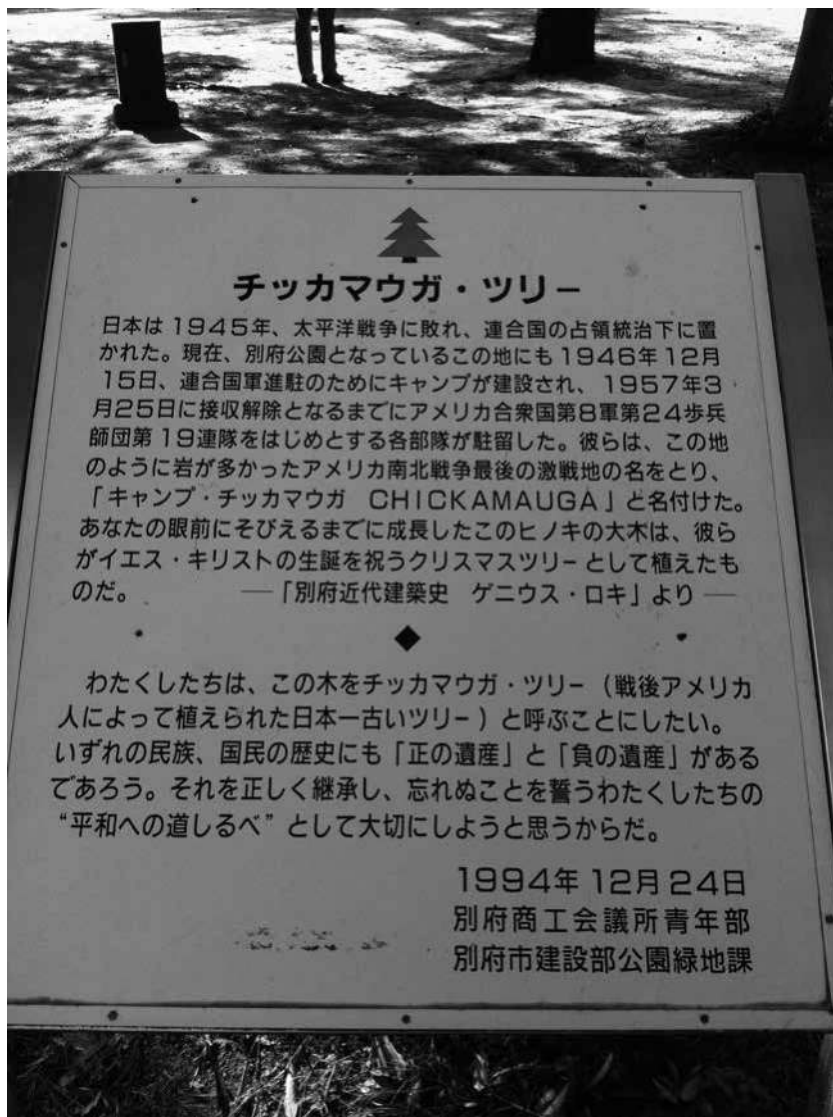 チッカマウガ・ツリー
日本は1945年、太平洋戦争に敗れ、連合国の占領統治下に置
かれた。現在、別府公園となっているこの地にも1946年12月
15日、連合国軍進駐のためにキャンプが建設され、1957年3
月25日に接収解除となるまでにアメリカ合衆国第8軍第24歩兵
師団第19連隊をはじめとする各部隊が駐留した。彼らは、この地
のように岩が多かったアメリカ南北戦争最後の激戦地の名をとり、
「キャンプ・チッカマウガ CHICKAMAUGA」と名付けた。
あなたの眼前にそびえるまでに成長したこのヒノキの大木は、彼ら
がイエス・キリストの生誕を祝うクリスマスツリーとして植えたも
のだ。 ―「別府近代建築史 ゲニウス・ロキ」より―
わたくしたちは、この木をチッカマウガ・ツリー(戦後アメリカ
人によって植えられた日本一古いツリー)と呼ぶことにしたい。
いずれの民族、国民の歴史にも「正の遺産」と「負の遺産」がある
であろう。それを正しく継承し、忘れぬことを誓うわたくしたちの
“平和への道しるべ”として大切にしようと思うからだ。
1994年12月24日
別府商工会議所青年部
別府市建設部公園緑地課